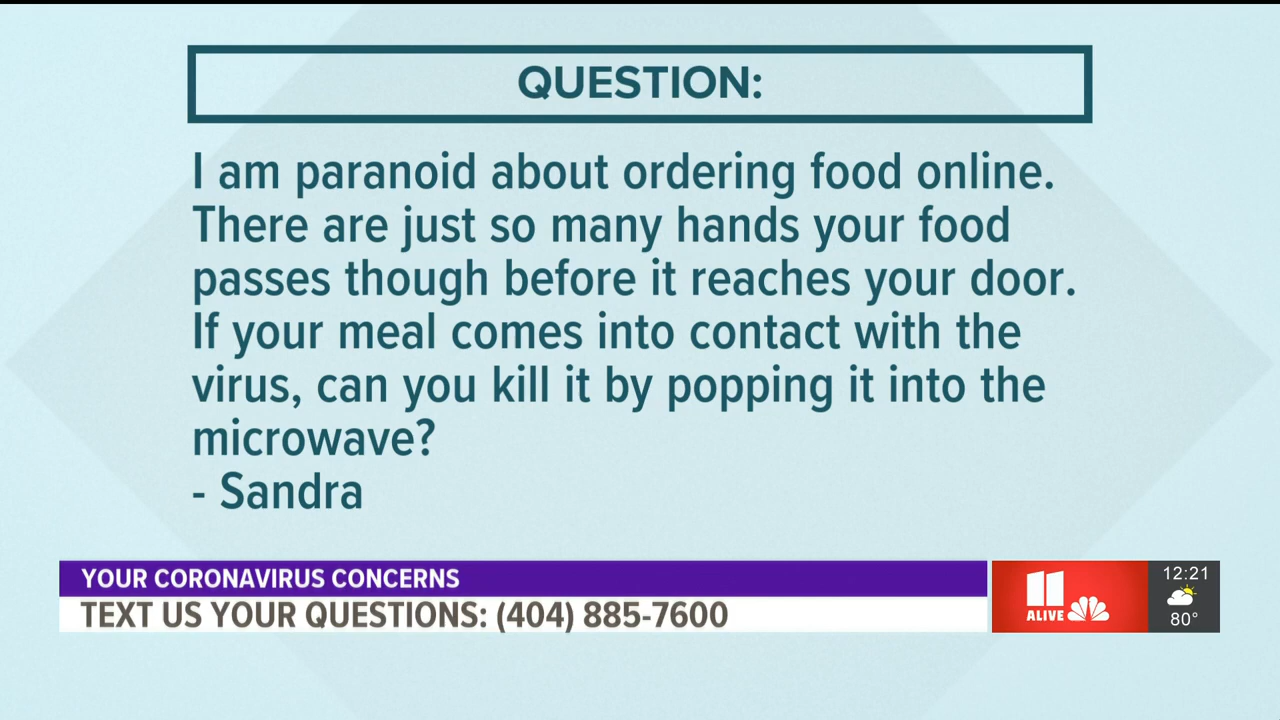 QUESTION:
I am paranoid about ordering food online.
There are just so many hands your food
passes though before it reaches your door.
If your meal comes into contact with the
virus, can you kill it by popping it into the
microwave?
- Sandra
YOUR CORONAVIRUS CONCERNS
TEXT US YOUR QUESTIONS: (404) 885-7600
11
ALIVE
12:21
80°